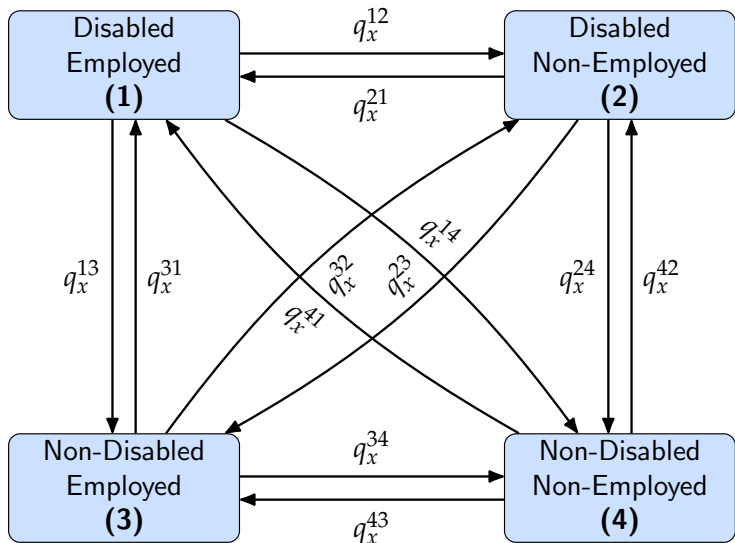 Disabled
Employed
(1)
q_x^{12}
q_x^{21}
Disabled
Non-Employed
(2)
q_x^{14}
q_x^{13}
q_x^{31}
q_x^{32}
q_x^{23}
q_x^{24}
q_x^{42}
q_x^{41}
Non-Disabled
Employed
(3)
q_x^{34}
q_x^{43}
Non-Disabled
Non-Employed
(4)